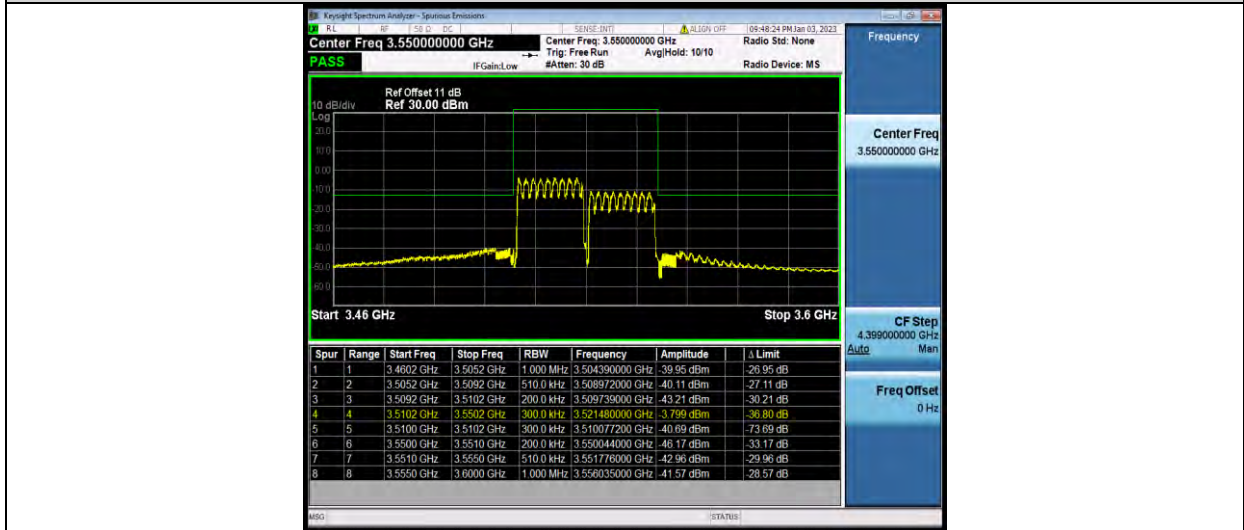 Keysight Spectrum Analyzer - Spurious Emissions
RL RF 50 Ω DC SENSE:INT ALIGN OFF 09:48:24 PM Jan 03, 2023
Center Freq 3.550000000 GHz Center Freq: 3.550000000 GHz Radio Std: None
Trig: Free Run Avg|Hold: 10/10
PASS IFGain:Low #Atten: 30 dB Radio Device: MS
Frequency
Ref Offset 11 dB
10 dB/div Ref 30.00 dBm
Log
20.0
10.0
0.00
-10.0
-20.0
-30.0
-40.0
-50.0
-60.0
Start 3.46 GHz Stop 3.6 GHz
Center Freq
3.550000000 GHz
CF Step
4.399000000 GHz
Auto Man
Freq Offset
0 Hz
Spur Range Start Freq Stop Freq RBW Frequency Amplitude Δ Limit
1 1 3.4602 GHz 3.5052 GHz 1.000 MHz 3.504390000 GHz -39.95 dBm -26.95 dB
2 2 3.5052 GHz 3.5092 GHz 510.0 kHz 3.508972000 GHz -40.11 dBm -27.11 dB
3 3 3.5092 GHz 3.5102 GHz 200.0 kHz 3.509739000 GHz -43.21 dBm -30.21 dB
4 4 3.5102 GHz 3.5502 GHz 300.0 kHz 3.521480000 GHz -3.799 dBm -36.80 dB
5 5 3.5100 GHz 3.5102 GHz 300.0 kHz 3.510077200 GHz -40.69 dBm -73.69 dB
6 6 3.5500 GHz 3.5510 GHz 200.0 kHz 3.550044000 GHz -46.17 dBm -33.17 dB
7 7 3.5510 GHz 3.5550 GHz 510.0 kHz 3.551776000 GHz -42.96 dBm -29.96 dB
8 8 3.5550 GHz 3.6000 GHz 1.000 MHz 3.556035000 GHz -41.57 dBm -28.57 dB
MSG STATUS